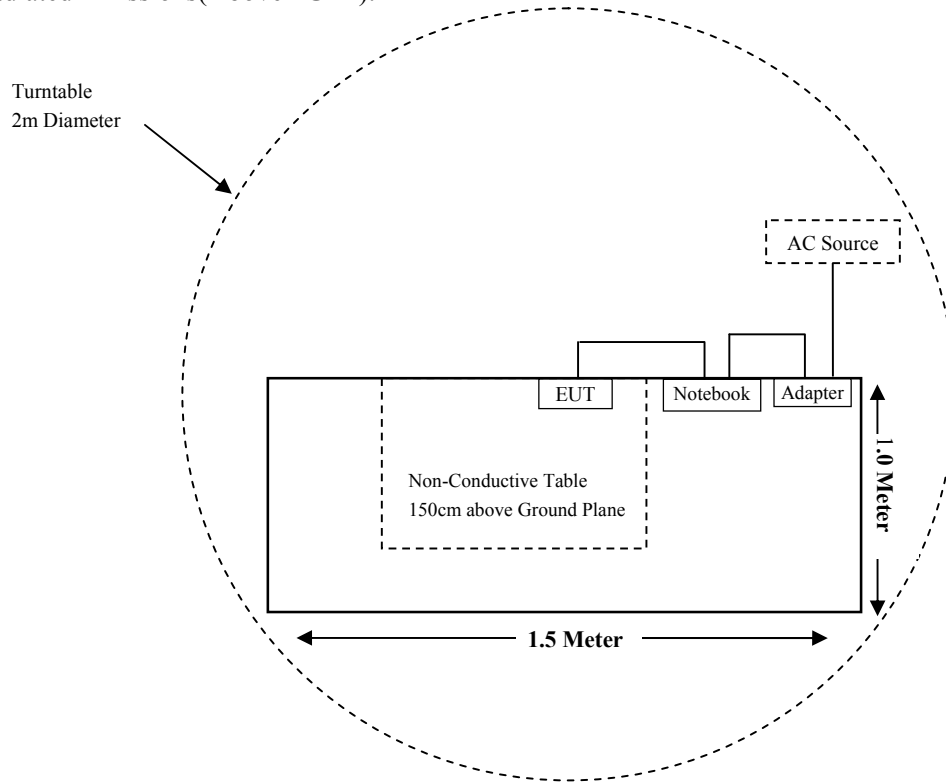 Turntable
2m Diameter
AC Source
EUT
Notebook
Adapter
Non-Conductive Table
150cm above Ground Plane
1.0 Meter
1.5 Meter